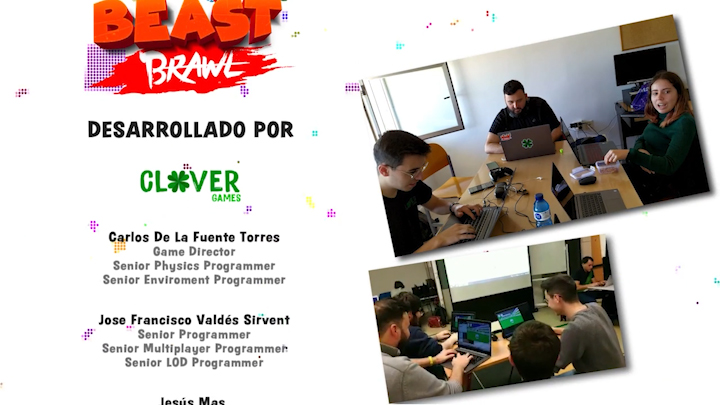 BEAST
BRAWL
DESARROLLADO POR
CLOVER
GAMES
Carlos De La Fuente Torres
Game Director
Senior Physics Programmer
Senior Enviroment Programmer
Jose Francisco Valdés Sirvent
Senior Programmer
Senior Multiplayer Programmer
Senior LOD Programmer
Jesús Mas